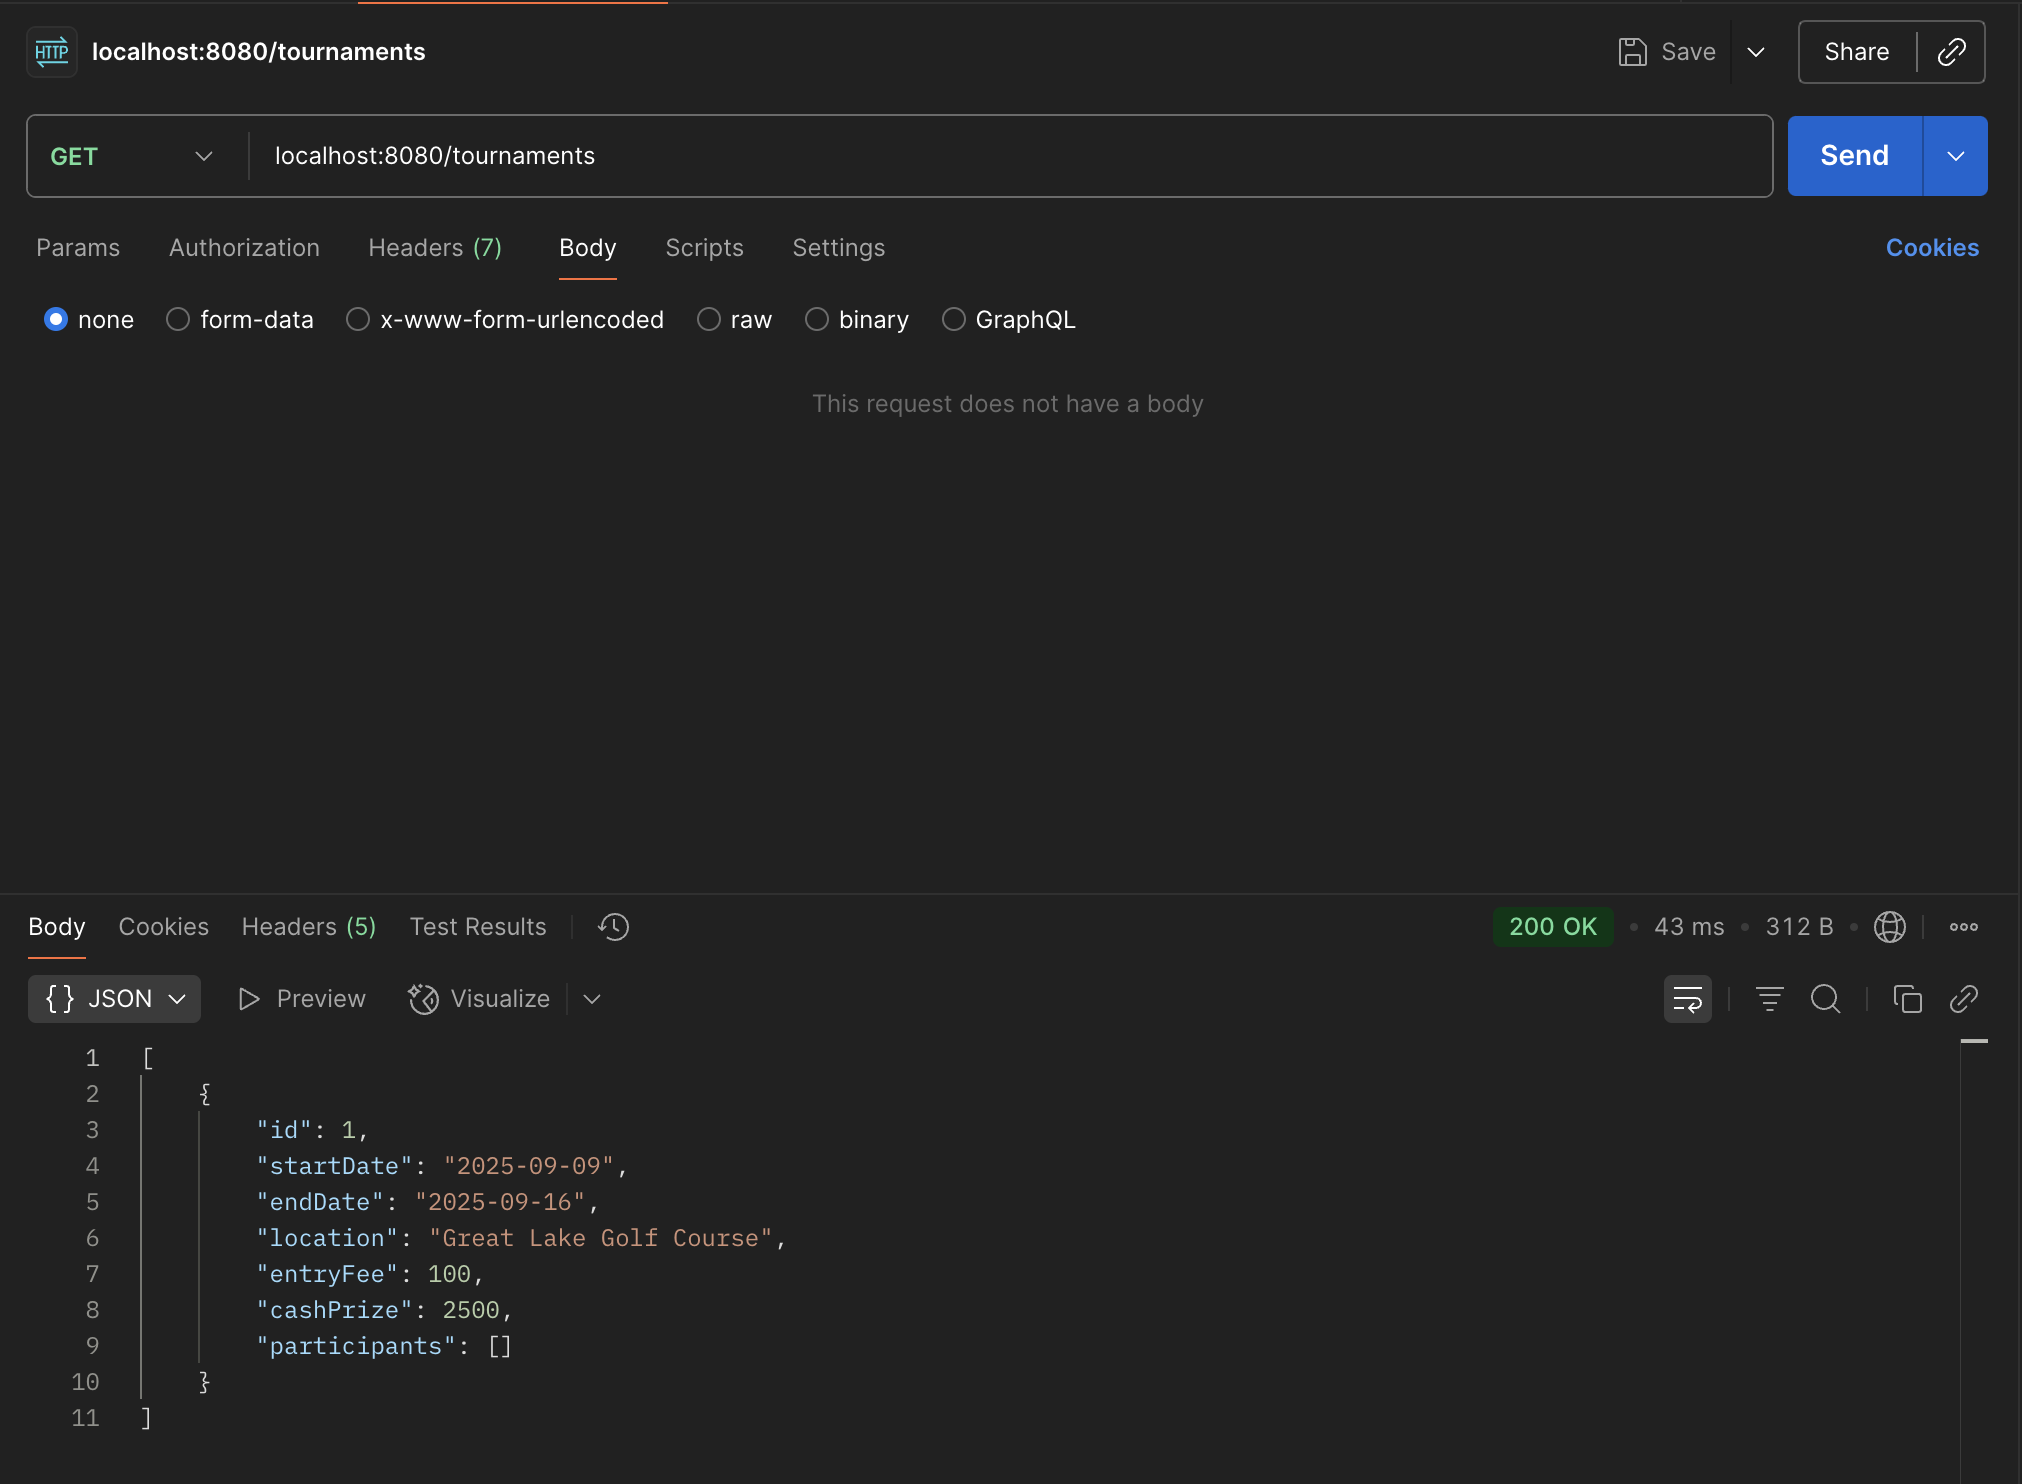 HTTP localhost:8080/tournaments Save Share
GET localhost:8080/tournaments Send
Params Authorization Headers (7) Body Scripts Settings Cookies
none form-data x-www-form-urlencoded raw binary GraphQL
This request does not have a body
Body Cookies Headers (5) Test Results 200 OK • 43 ms • 312 B •
{} JSON Preview Visualize
1 [
2 {
3 "id": 1,
4 "startDate": "2025-09-09",
5 "endDate": "2025-09-16",
6 "location": "Great Lake Golf Course",
7 "entryFee": 100,
8 "cashPrize": 2500,
9 "participants": []
10 }
11 ]